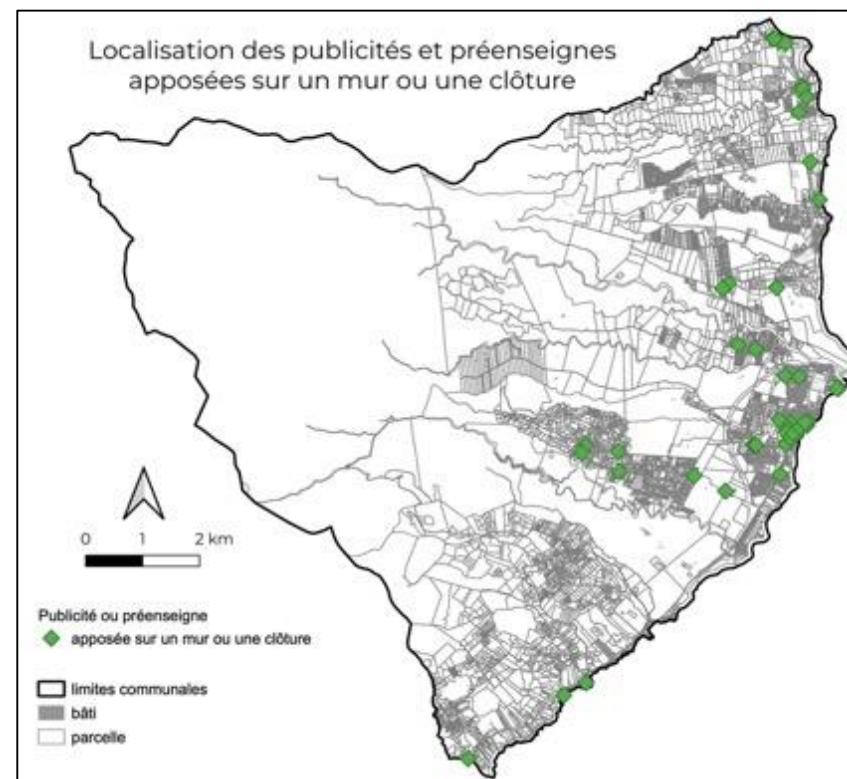 Localisation des publicités et préenseignes
apposées sur un mur ou une clôture
0 1 2 km
Publicité ou préenseigne
apposée sur un mur ou une clôture
limites communales
bâti
parcelle